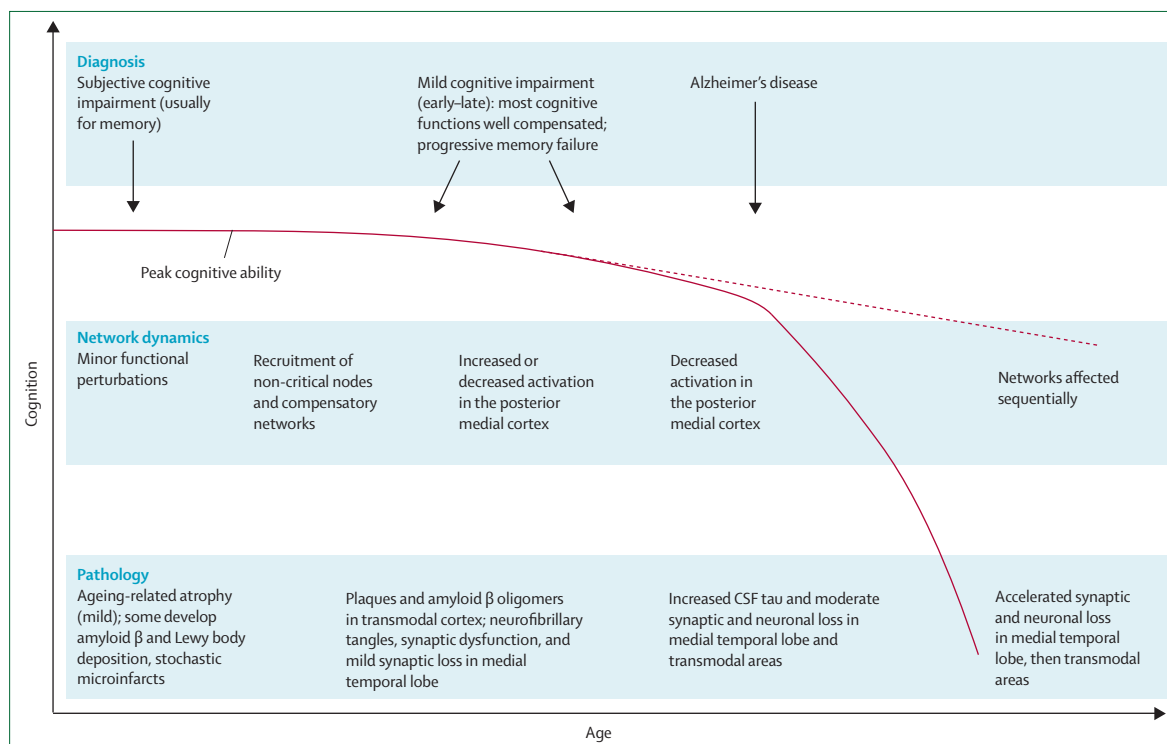 Diagnosis
Subjective cognitive
impairment (usually
for memory)
Mild cognitive impairment
(early–late): most cognitive
functions well compensated;
progressive memory failure
Alzheimer's disease
Peak cognitive ability
Network dynamics
Minor functional
perturbations
Recruitment of
non-critical nodes
and compensatory
networks
Increased or
decreased activation
in the posterior
medial cortex
Decreased
activation in
the posterior
medial cortex
Networks affected
sequentially
Cognition
Pathology
Ageing-related atrophy
(mild); some develop
amyloid β and Lewy body
deposition, stochastic
microinfarcts
Plaques and amyloid β oligomers
in transmodal cortex; neurofibrillary
tangles, synaptic dysfunction, and
mild synaptic loss in medial
temporal lobe
Increased CSF tau and moderate
synaptic and neuronal loss in
medial temporal lobe and
transmodal areas
Accelerated synaptic
and neuronal loss
in medial temporal
lobe, then transmodal
areas
Age